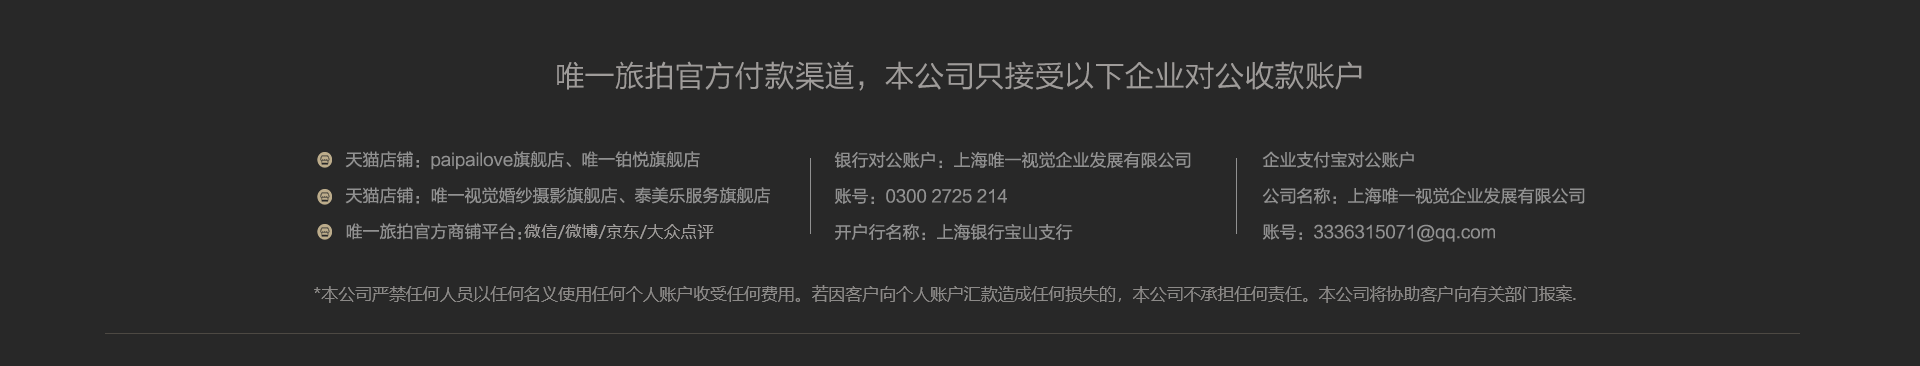 唯一旅拍官方付款渠道，本公司只接受以下企业对公收款账户
天猫店铺：paipailove旗舰店、唯一铂悦旗舰店
天猫店铺：唯一视觉婚纱摄影旗舰店、泰美乐服务旗舰店
唯一旅拍官方商铺平台:微信/微博/京东/大众点评
银行对公账户：上海唯一视觉企业发展有限公司
账号：0300 2725 214
开户行名称：上海银行宝山支行
企业支付宝对公账户
公司名称：上海唯一视觉企业发展有限公司
账号：3336315071@qq.com
*本公司严禁任何人员以任何名义使用任何个人账户收受任何费用。若因客户向个人账户汇款造成任何损失的，本公司不承担任何责任。本公司将协助客户向有关部门报案.